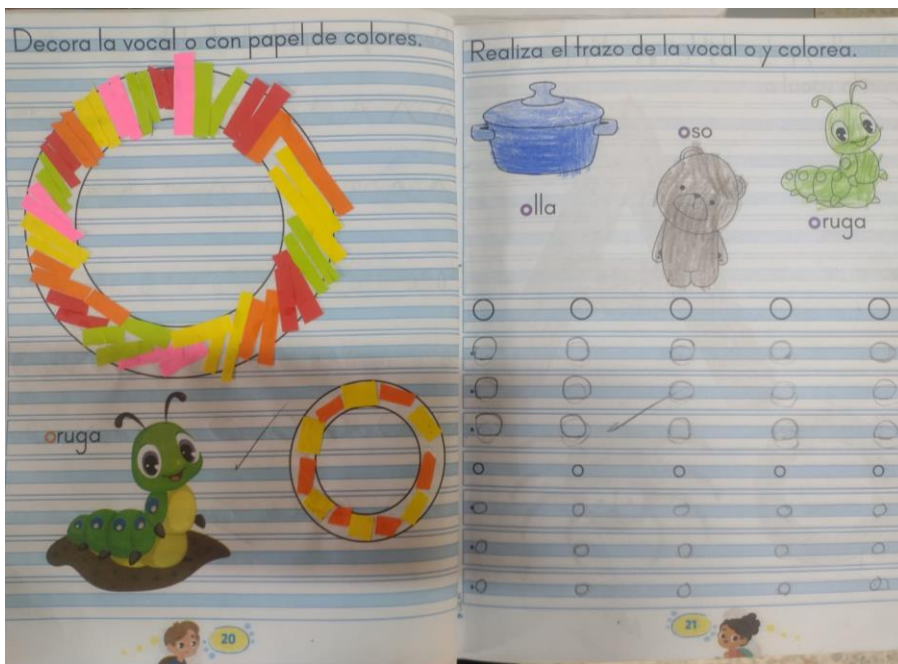 Decora la vocal o con papel de colores.
oruga
20
Realiza el trazo de la vocal o y colorea.
olla
oso
oruga
o o o o o
o o o o o
o o o o o
o o o o o
o o o o o
o o o o o
o o o o o
o o o o o
21